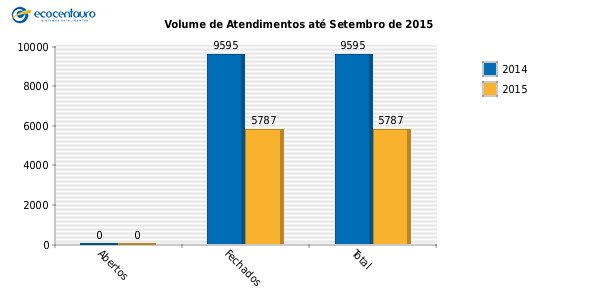 ecocentauro
Volume de Atendimentos até Setembro de 2015
10000
8000
6000
4000
2000
0
0
0
9595
5787
9595
5787
Abertos
Fechados
Total
2014
2015